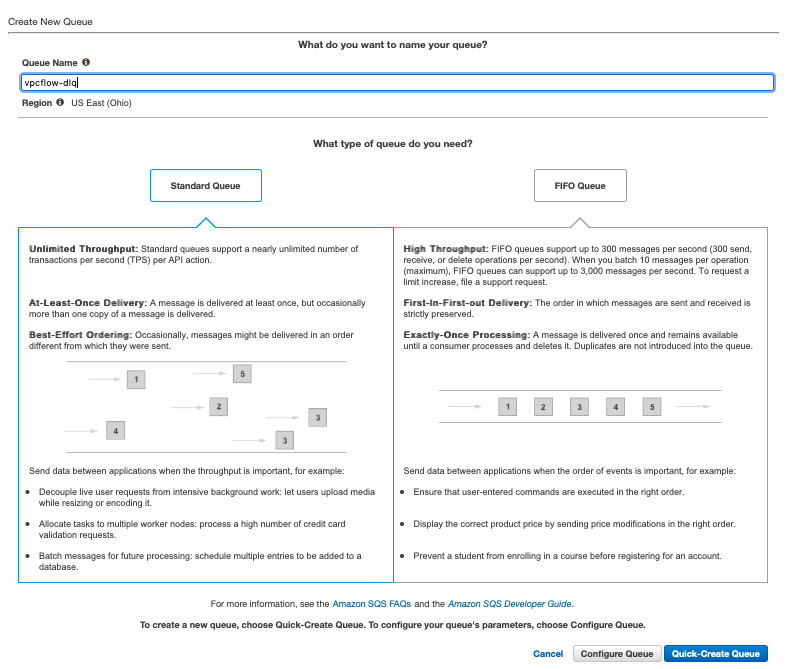 Create New Queue
What do you want to name your queue?
Queue Name
vpcflow-dlq
Region US East (Ohio)
What type of queue do you need?
Standard Queue
FIFO Queue
Unlimited Throughput: Standard queues support a nearly unlimited number of
transactions per second (TPS) per API action.
At-Least-Once Delivery: A message is delivered at least once, but occasionally
more than one copy of a message is delivered.
Best-Effort Ordering: Occasionally, messages might be delivered in an order
different from which they were sent.
1
5
2
3
4
3
Send data between applications when the throughput is important, for example:
• Decouple live user requests from intensive background work: let users upload media
while resizing or encoding it.
• Allocate tasks to multiple worker nodes: process a high number of credit card
validation requests.
• Batch messages for future processing: schedule multiple entries to be added to a
database.
High Throughput: FIFO queues support up to 300 messages per second (300 send,
receive, or delete operations per second). When you batch 10 messages per operation
(maximum), FIFO queues can support up to 3,000 messages per second. To request a
limit increase, file a support request.
First-In-First-out Delivery: The order in which messages are sent and received is
strictly preserved.
Exactly-Once Processing: A message is delivered once and remains available
until a consumer processes and deletes it. Duplicates are not introduced into the queue.
1 2 3 4 5
Send data between applications when the order of events is important, for example:
• Ensure that user-entered commands are executed in the right order.
• Display the correct product price by sending price modifications in the right order.
• Prevent a student from enrolling in a course before registering for an account.
For more information, see the Amazon SQS FAQs and the Amazon SQS Developer Guide.
To create a new queue, choose Quick-Create Queue. To configure your queue's parameters, choose Configure Queue.
Cancel Configure Queue Quick-Create Queue